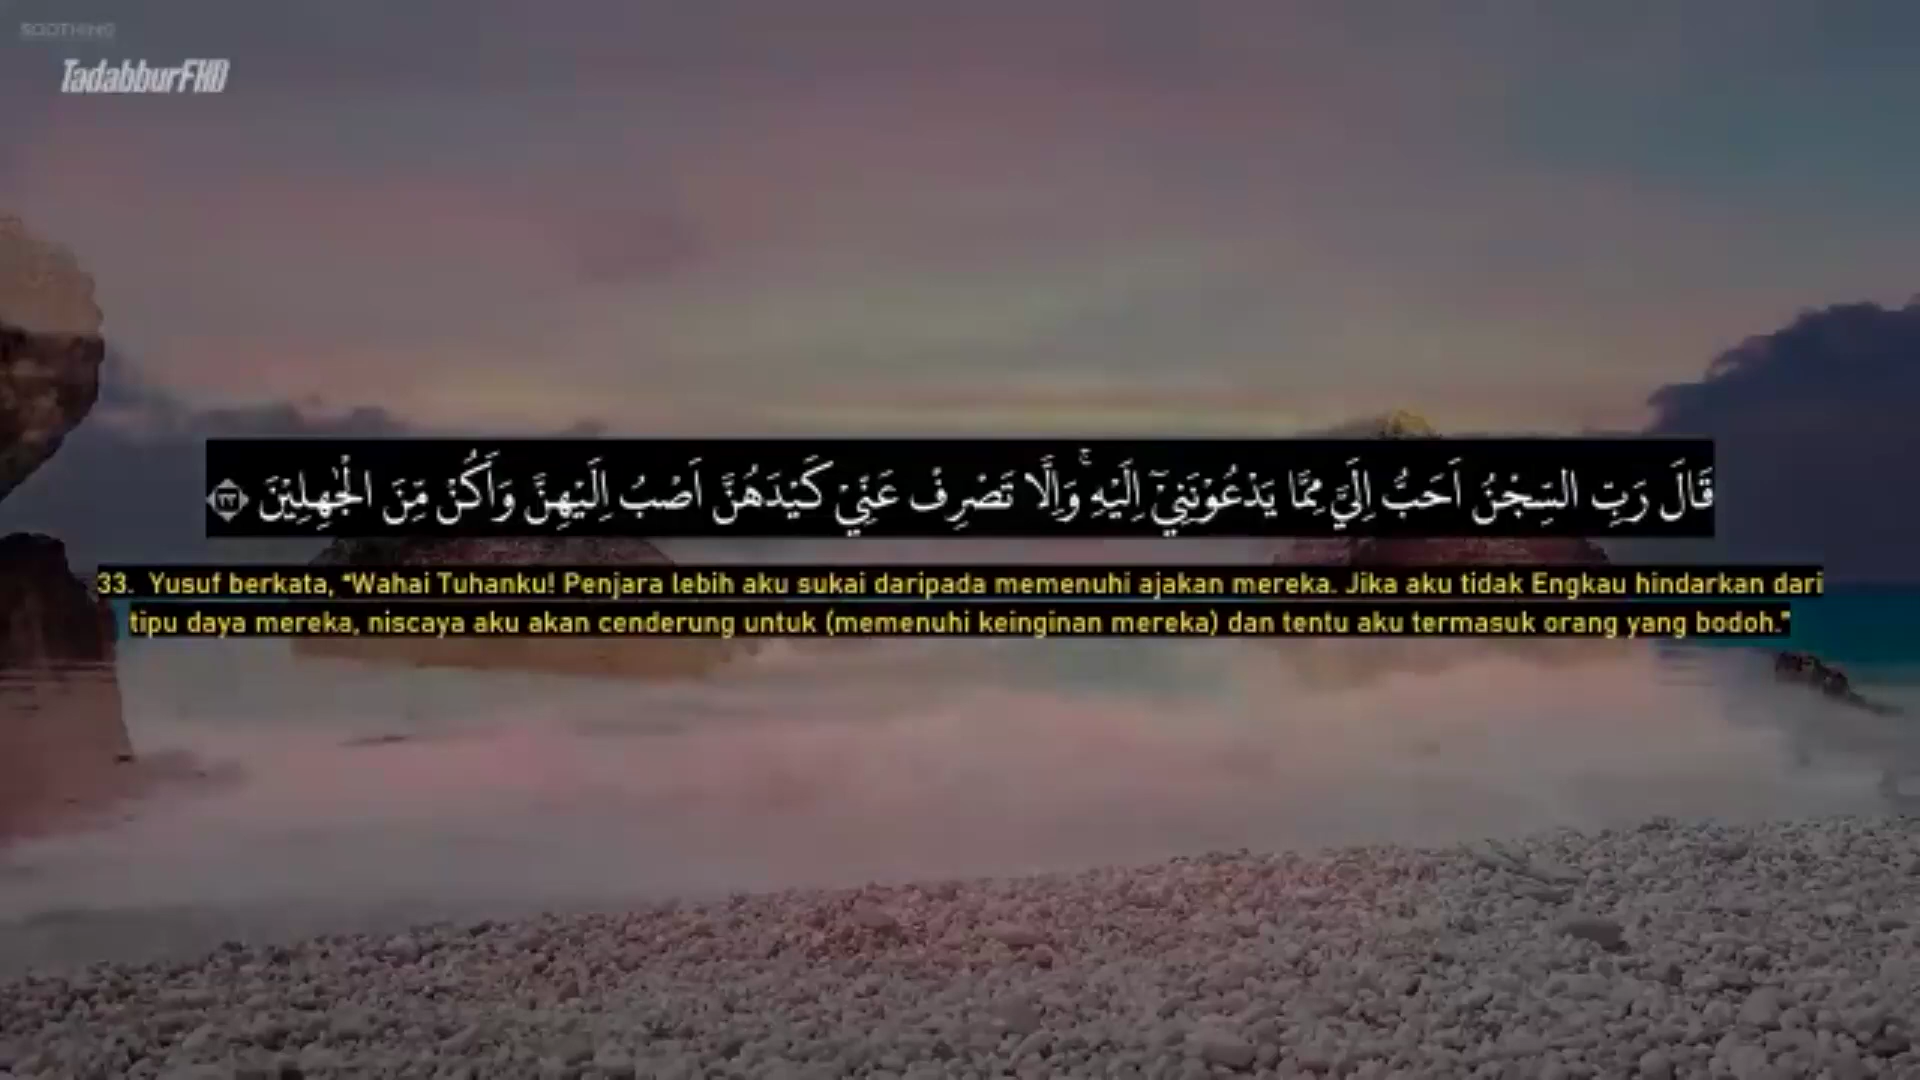 SOOTHING
TadabburFHD
قَالَ رَبِّ السِّجْنُ اَحَبُّ اِلَيَّ مِمَّا يَدْعُوْنَنِيْٓ اِلَيْهِ ۚ وَاِلَّا تَصْرِفْ عَنِّيْ كَيْدَهُنَّ اَصْبُ اِلَيْهِنَّ وَاَكُنْ مِّنَ الْجٰهِلِيْنَ ٣٣
33. Yusuf berkata, "Wahai Tuhanku! Penjara lebih aku sukai daripada memenuhi ajakan mereka. Jika aku tidak Engkau hindarkan dari
tipu daya mereka, niscaya aku akan cenderung untuk (memenuhi keinginan mereka) dan tentu aku termasuk orang yang bodoh."